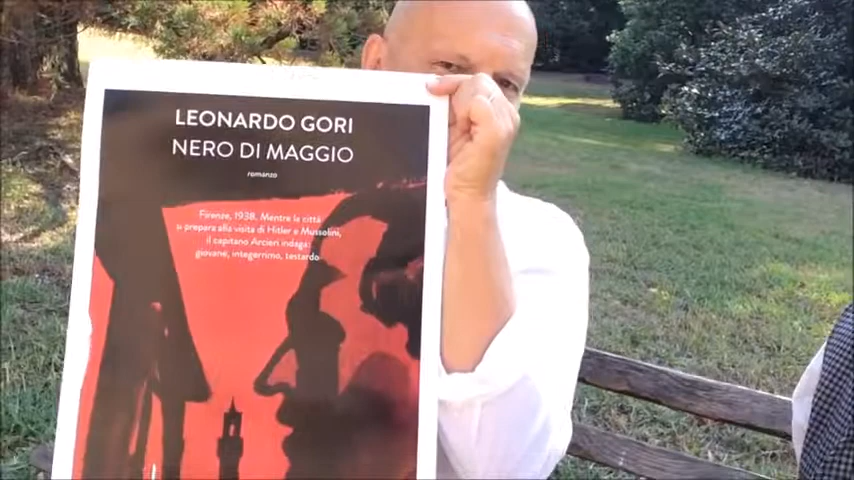 LEONARDO GORI
NERO DI MAGGIO
romanzo
Firenze, 1938. Mentre la città
si prepara alla visita di Hitler e Mussolini,
il capitano Arcieri indaga:
giovane, integerrimo, testardo